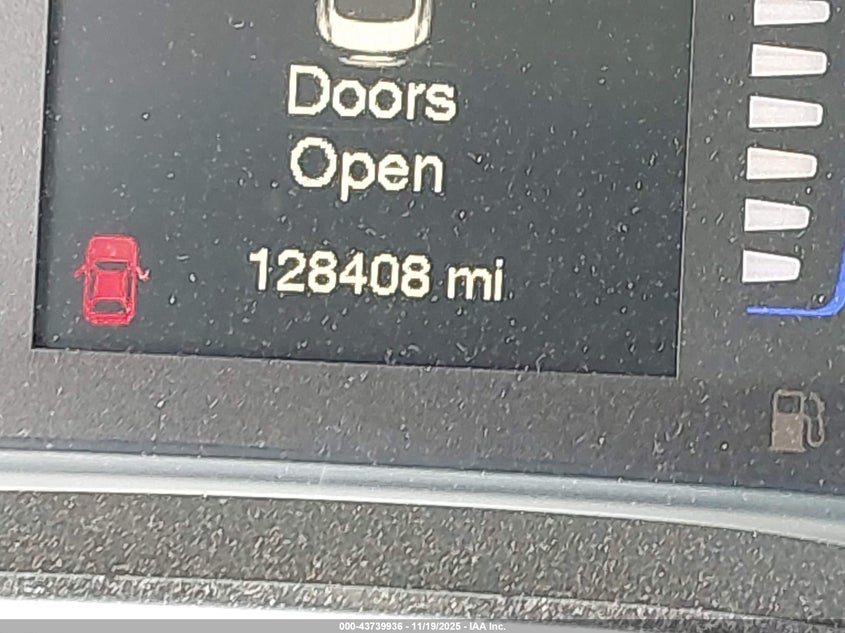 Doors
Open
128408 mi
000-43739936 - 11/19/2025 - IAA Inc.